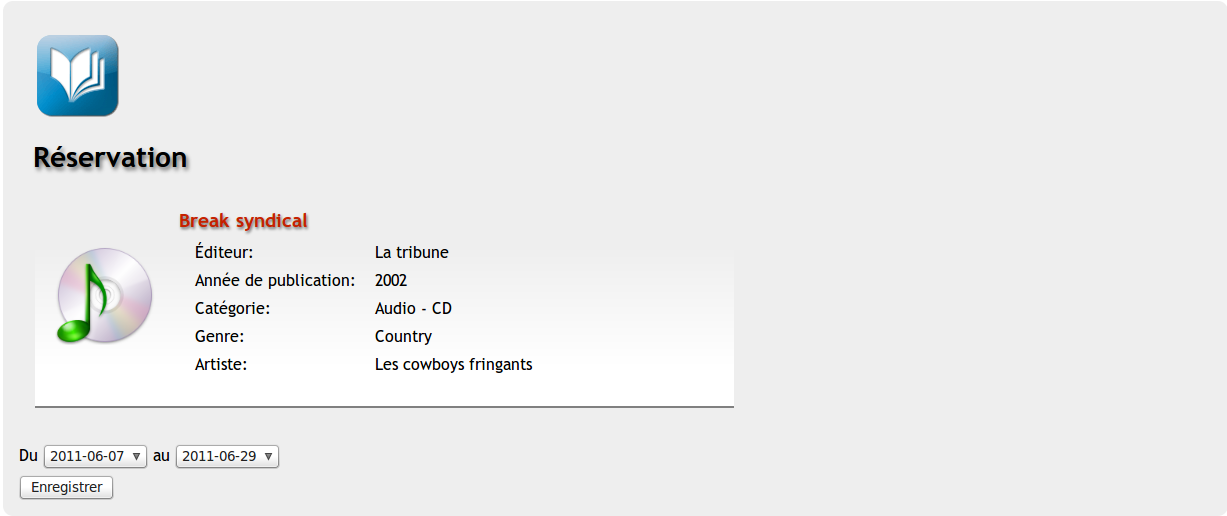 Réservation
Break syndical
Éditeur: La tribune
Année de publication: 2002
Catégorie: Audio - CD
Genre: Country
Artiste: Les cowboys fringants
Du 2011-06-07 au 2011-06-29
Enregistrer